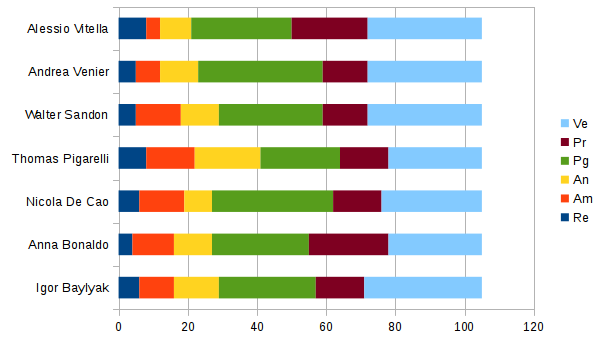 Alessio Vitella
Andrea Venier
Walter Sandon
Thomas Pigarelli
Nicola De Cao
Anna Bonaldo
Igor Baylyak
0 20 40 60 80 100 120
Ve
Pr
Pg
An
Am
Re